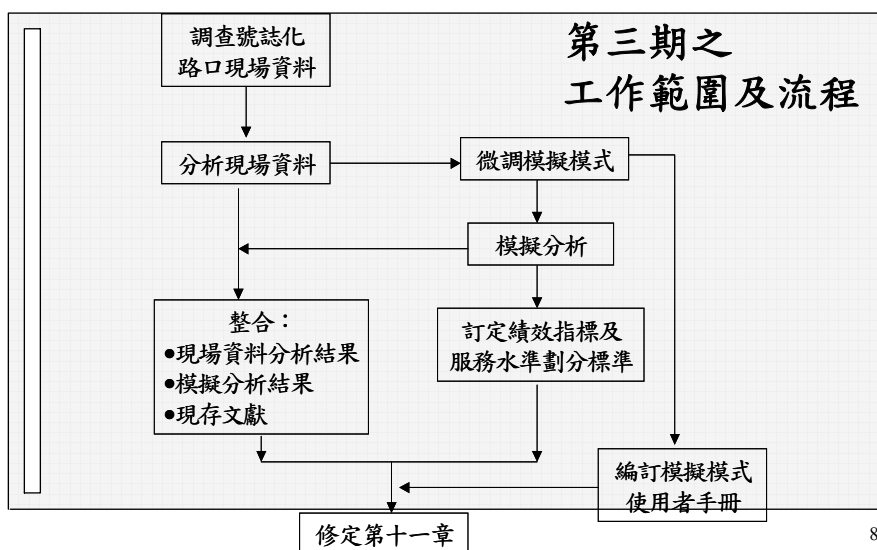 第三期之
工作範圍及流程
調查號誌化
路口現場資料
分析現場資料
微調模擬模式
模擬分析
整合：
●現場資料分析結果
●模擬分析結果
●現存文獻
訂定績效指標及
服務水準劃分標準
編訂模擬模式
使用者手冊
修定第十一章
8